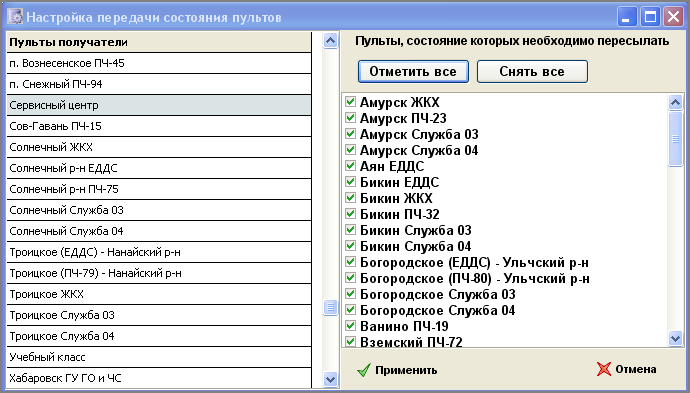 Настройка передачи состояния пультов
Пульты получатели
п. Вознесенское ПЧ-45
п. Снежный ПЧ-94
Сервисный центр
Сов-Гавань ПЧ-15
Солнечный ЖКХ
Солнечный р-н ЕДДС
Солнечный р-н ПЧ-75
Солнечный Служба 03
Солнечный Служба 04
Троицкое (ЕДДС) - Нанайский р-н
Троицкое (ПЧ-79) - Нанайский р-н
Троицкое ЖКХ
Троицкое Служба 03
Троицкое Служба 04
Учебный класс
Хабаровск ГУ ГО и ЧС
Пульты, состояние которых необходимо пересылать
Отметить все
Снять все
Амурск ЖКХ
Амурск ПЧ-23
Амурск Служба 03
Амурск Служба 04
Аян ЕДДС
Бикин ЕДДС
Бикин ЖКХ
Бикин ПЧ-32
Бикин Служба 03
Бикин Служба 04
Богородское (ЕДДС) - Ульчский р-н
Богородское (ПЧ-80) - Ульчский р-н
Богородское Служба 03
Богородское Служба 04
Ванино ПЧ-19
Вземский ПЧ-72
Применить
Отмена